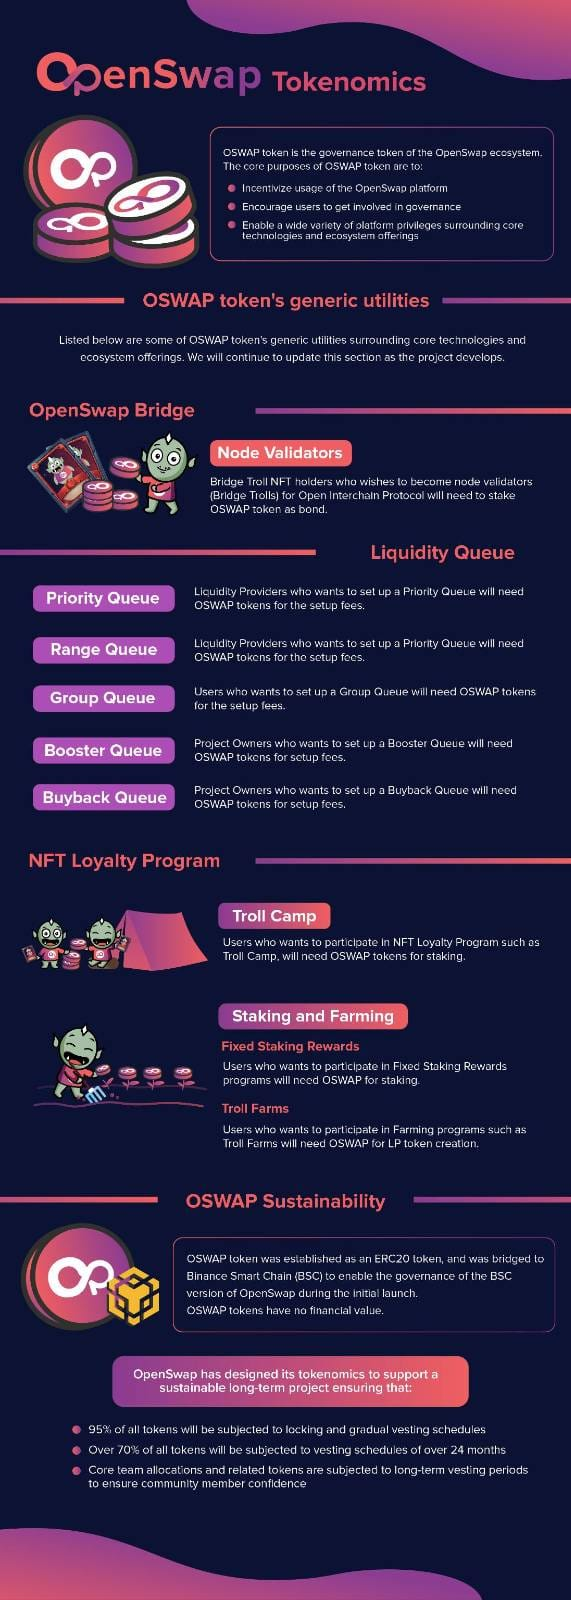 OpenSwap Tokenomics
OSWAP token is the governance token of the OpenSwap ecosystem.
The core purposes of OSWAP token are to:
Incentivize usage of the OpenSwap platform
Encourage users to get involved in governance
Enable a wide variety of platform privileges surrounding core
technologies and ecosystem offerings
OSWAP token's generic utilities
Listed below are some of OSWAP token's generic utilities surrounding core technologies and
ecosystem offerings. We will continue to update this section as the project develops.
OpenSwap Bridge
Node Validators
Bridge Troll NFT holders who wishes to become node validators
(Bridge Trolls) for Open Interchain Protocol will need to stake
OSWAP token as bond.
Liquidity Queue
Priority Queue
Liquidity Providers who wants to set up a Priority Queue will need
OSWAP tokens for the setup fees.
Range Queue
Liquidity Providers who wants to set up a Priority Queue will need
OSWAP tokens for the setup fees.
Group Queue
Users who wants to set up a Group Queue will need OSWAP tokens
for the setup fees.
Booster Queue
Project Owners who wants to set up a Booster Queue will need
OSWAP tokens for setup fees.
Buyback Queue
Project Owners who wants to set up a Buyback Queue will need
OSWAP tokens for setup fees.
NFT Loyalty Program
Troll Camp
Users who wants to participate in NFT Loyalty Program such as
Troll Camp, will need OSWAP tokens for staking.
Staking and Farming
Fixed Staking Rewards
Users who wants to participate in Fixed Staking Rewards
programs will need OSWAP for staking.
Troll Farms
Users who wants to participate in Farming programs such as
Troll Farms will need OSWAP for LP token creation.
OSWAP Sustainability
OSWAP token was established as an ERC20 token, and was bridged to
Binance Smart Chain (BSC) to enable the governance of the BSC
version of OpenSwap during the initial launch.
OSWAP tokens have no financial value.
OpenSwap has designed its tokenomics to support a
sustainable long-term project ensuring that:
95% of all tokens will be subjected to locking and gradual vesting schedules
Over 70% of all tokens will be subjected to vesting schedules of over 24 months
Core team allocations and related tokens are subjected to long-term vesting periods
to ensure community member confidence